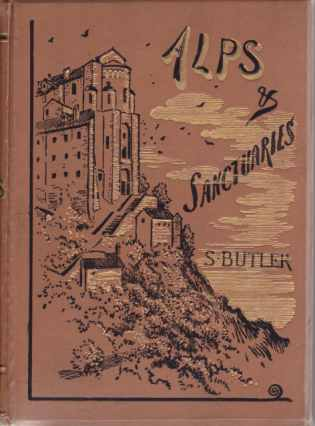 ALPS
&
SANCTUARIES
S. BUTLER